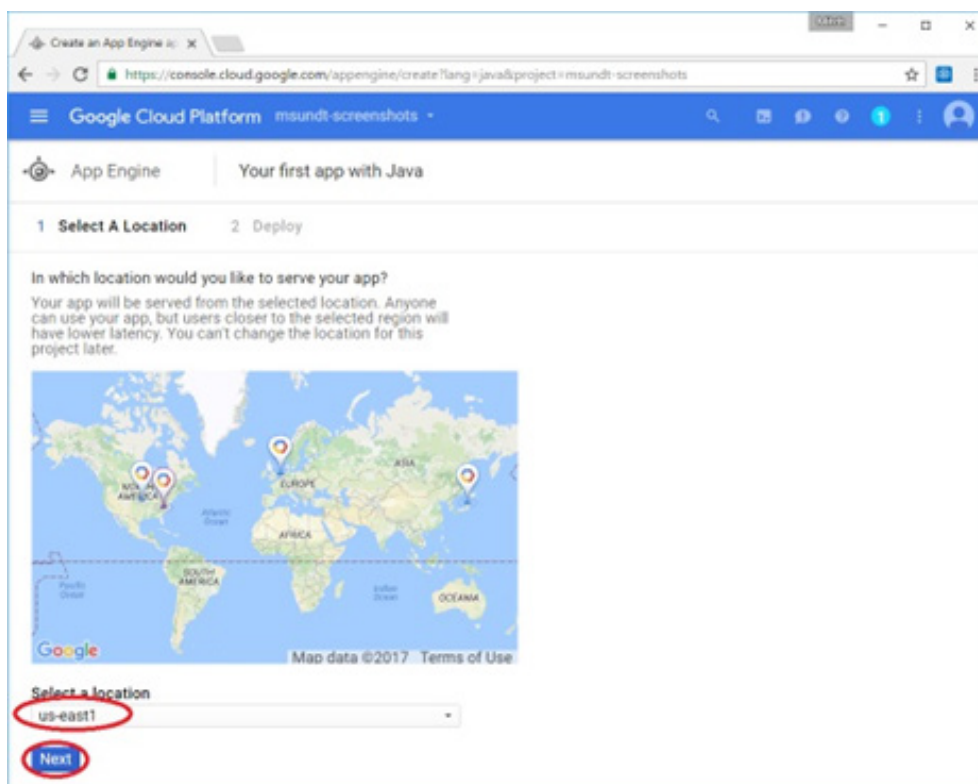 Create an App Engine ap
https://console.cloud.google.com/appengine/create?lang=java&project=msundt-screenshots
Google Cloud Platform msundt-screenshots
1
App Engine Your first app with Java
1 Select A Location 2 Deploy
In which location would you like to serve your app?
Your app will be served from the selected location. Anyone
can use your app, but users closer to the selected region will
have lower latency. You can't change the location for this
project later.
ASIA
NORTH
AMERICA
EUROPE
Atlantic
Ocean
AFRICA
SOUTH
AMERICA
Pacific
Ocean
Indian
Ocean
OCEANIA
Google
Map data ©2017 Terms of Use
Select a location
us-east1
Next